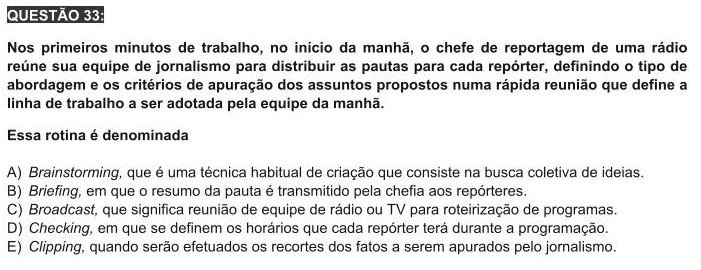 QUESTÃO 33:
Nos primeiros minutos de trabalho, no início da manhã, o chefe de reportagem de uma rádio
reúne sua equipe de jornalismo para distribuir as pautas para cada repórter, definindo o tipo de
abordagem e os critérios de apuração dos assuntos propostos numa rápida reunião que define a
linha de trabalho a ser adotada pela equipe da manhã.
Essa rotina é denominada
A) Brainstorming, que é uma técnica habitual de criação que consiste na busca coletiva de ideias.
B) Briefing, em que o resumo da pauta é transmitido pela chefia aos repórteres.
C) Broadcast, que significa reunião de equipe de rádio ou TV para roteirização de programas.
D) Checking, em que se definem os horários que cada repórter terá durante a programação.
E) Clipping, quando serão efetuados os recortes dos fatos a serem apurados pelo jornalismo.